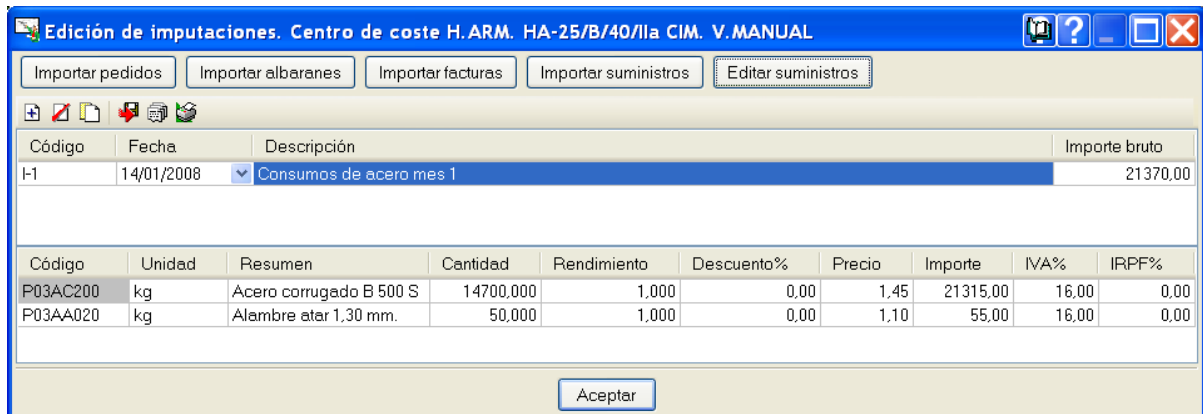 Edición de imputaciones. Centro de coste H.ARM. HA-25/B/40/IIa CIM. V.MANUAL
Importar pedidos Importar albaranes Importar facturas Importar suministros Editar suministros
Código Fecha Descripción Importe bruto
I-1 14/01/2008 Consumos de acero mes 1 21370,00
Código Unidad Resumen Cantidad Rendimiento Descuento% Precio Importe IVA% IRPF%
P03AC200 kg Acero corrugado B 500 S 14700,000 1,000 0,00 1,45 21315,00 16,00 0,00
P03AA020 kg Alambre atar 1,30 mm. 50,000 1,000 0,00 1,10 55,00 16,00 0,00
Aceptar